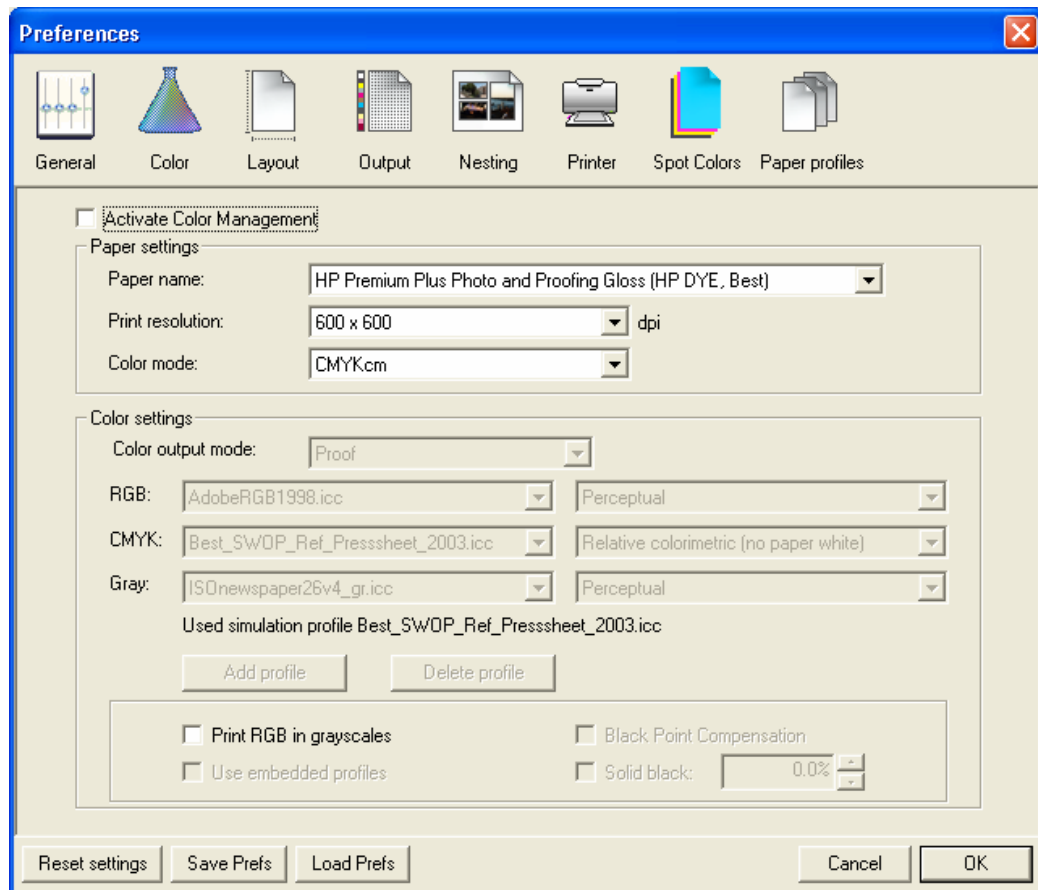 Preferences
General Color Layout Output Nesting Printer Spot Colors Paper profiles
Activate Color Management
Paper settings
Paper name: HP Premium Plus Photo and Proofing Gloss (HP DYE, Best)
Print resolution: 600 x 600 dpi
Color mode: CMYKcm
Color settings
Color output mode: Proof
RGB: AdobeRGB1998.icc Perceptual
CMYK: Best_SWOP_Ref_Presssheet_2003.icc Relative colorimetric (no paper white)
Gray: ISOnewspaper26v4_gr.icc Perceptual
Used simulation profile Best_SWOP_Ref_Presssheet_2003.icc
Add profile Delete profile
Print RGB in grayscales Black Point Compensation
Use embedded profiles Solid black: 0.0%
Reset settings Save Prefs Load Prefs Cancel OK